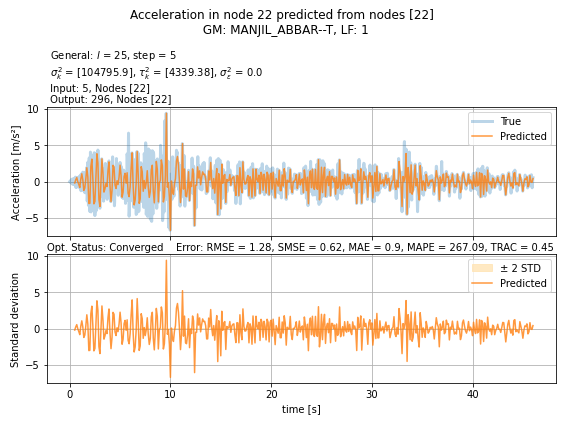 Acceleration in node 22 predicted from nodes [22]
GM: MANJIL_ABBAR--T, LF: 1
General: l = 25, step = 5
σ²ₖ = [104795.9], τ²ₖ = [4339.38], σ²_ε = 0.0
Input: 5, Nodes [22]
Output: 296, Nodes [22]
10
5
0
−5
Acceleration [m/s²]
True
Predicted
Opt. Status: Converged Error: RMSE = 1.28, SMSE = 0.62, MAE = 0.9, MAPE = 267.09, TRAC = 0.45
10
5
0
−5
Standard deviation
± 2 STD
Predicted
0 10 20 30 40
time [s]